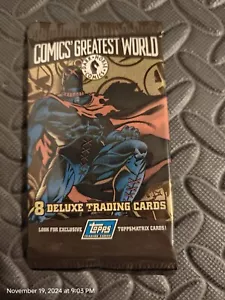 COMICS' GREATEST WORLD
8 DELUXE TRADING CARDS
LOOK FOR EXCLUSIVE
TOPPS
TOPPSMATRIX CARDS!
November 19, 2024 at 9:03 PM